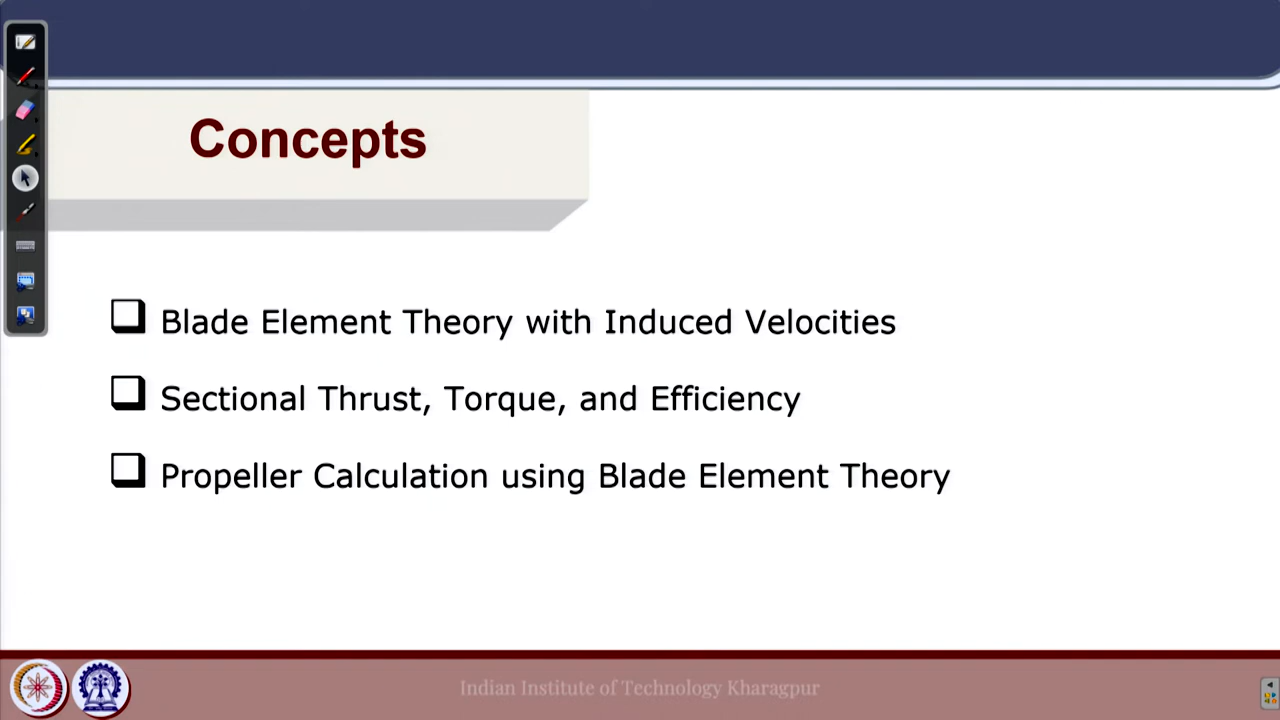 Concepts
Blade Element Theory with Induced Velocities
Sectional Thrust, Torque, and Efficiency
Propeller Calculation using Blade Element Theory
Indian Institute of Technology Kharagpur